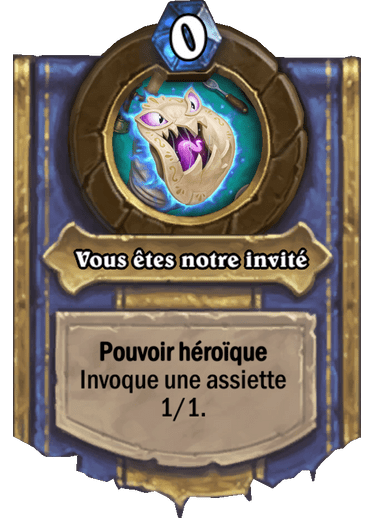 0
Vous êtes notre invité
Pouvoir héroïque
Invoque une assiette
1/1.